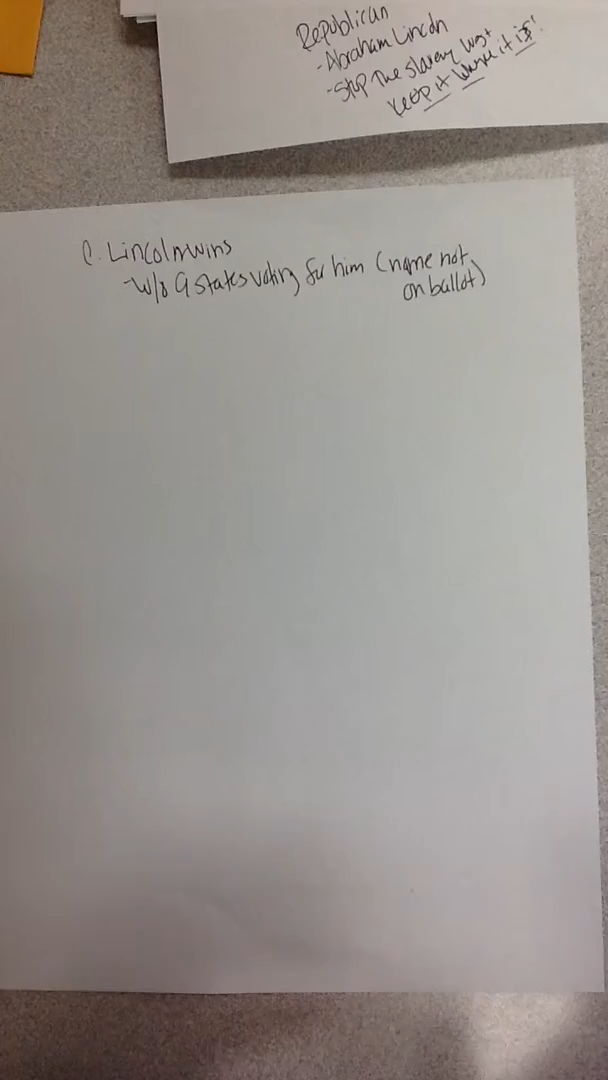 Republican
- Abraham Lincoln
- Stop the slavery west
keep it where it is!
C. Lincoln wins
- w/o 9 states voting for him (name not
on ballot)